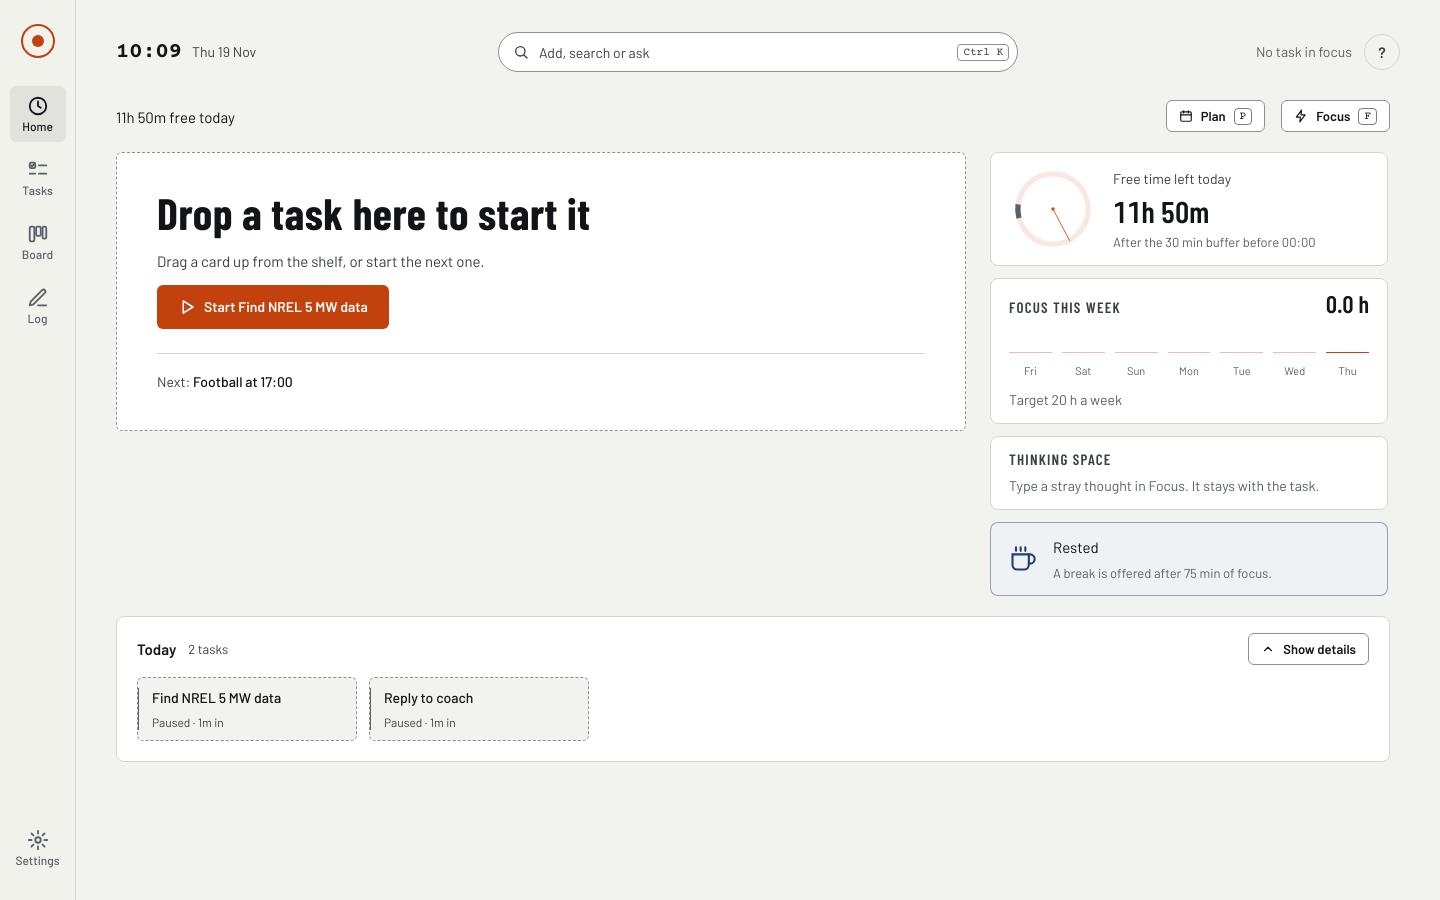 10:09 Thu 19 Nov
Add, search or ask
Ctrl K
No task in focus
?
Home
Tasks
Board
Log
Settings
11h 50m free today
Plan P
Focus F
Drop a task here to start it
Drag a card up from the shelf, or start the next one.
Start Find NREL 5 MW data
Next: Football at 17:00
Free time left today
11h 50m
After the 30 min buffer before 00:00
FOCUS THIS WEEK 0.0 h
Fri Sat Sun Mon Tue Wed Thu
Target 20 h a week
THINKING SPACE
Type a stray thought in Focus. It stays with the task.
Rested
A break is offered after 75 min of focus.
Today 2 tasks
Show details
Find NREL 5 MW data
Paused · 1m in
Reply to coach
Paused · 1m in